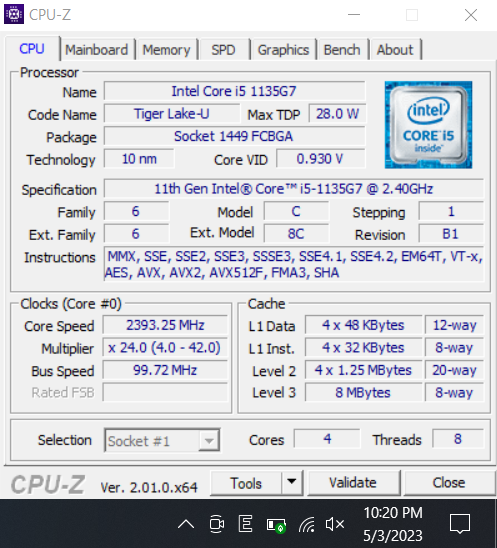 CPU-Z
CPU Mainboard Memory SPD Graphics Bench About
Processor
Name Intel Core i5 1135G7
Code Name Tiger Lake-U Max TDP 28.0 W
Package Socket 1449 FCBGA
Technology 10 nm Core VID 0.930 V
intel
CORE i5
inside
Specification 11th Gen Intel® Core™ i5-1135G7 @ 2.40GHz
Family 6 Model C Stepping 1
Ext. Family 6 Ext. Model 8C Revision B1
Instructions MMX, SSE, SSE2, SSE3, SSSE3, SSE4.1, SSE4.2, EM64T, VT-x,
AES, AVX, AVX2, AVX512F, FMA3, SHA
Clocks (Core #0)
Core Speed 2393.25 MHz
Multiplier x 24.0 (4.0 - 42.0)
Bus Speed 99.72 MHz
Rated FSB
Cache
L1 Data 4 x 48 KBytes 12-way
L1 Inst. 4 x 32 KBytes 8-way
Level 2 4 x 1.25 MBytes 20-way
Level 3 8 MBytes 8-way
Selection Socket #1 Cores 4 Threads 8
CPU-Z Ver. 2.01.0.x64 Tools Validate Close
10:20 PM
5/3/2023